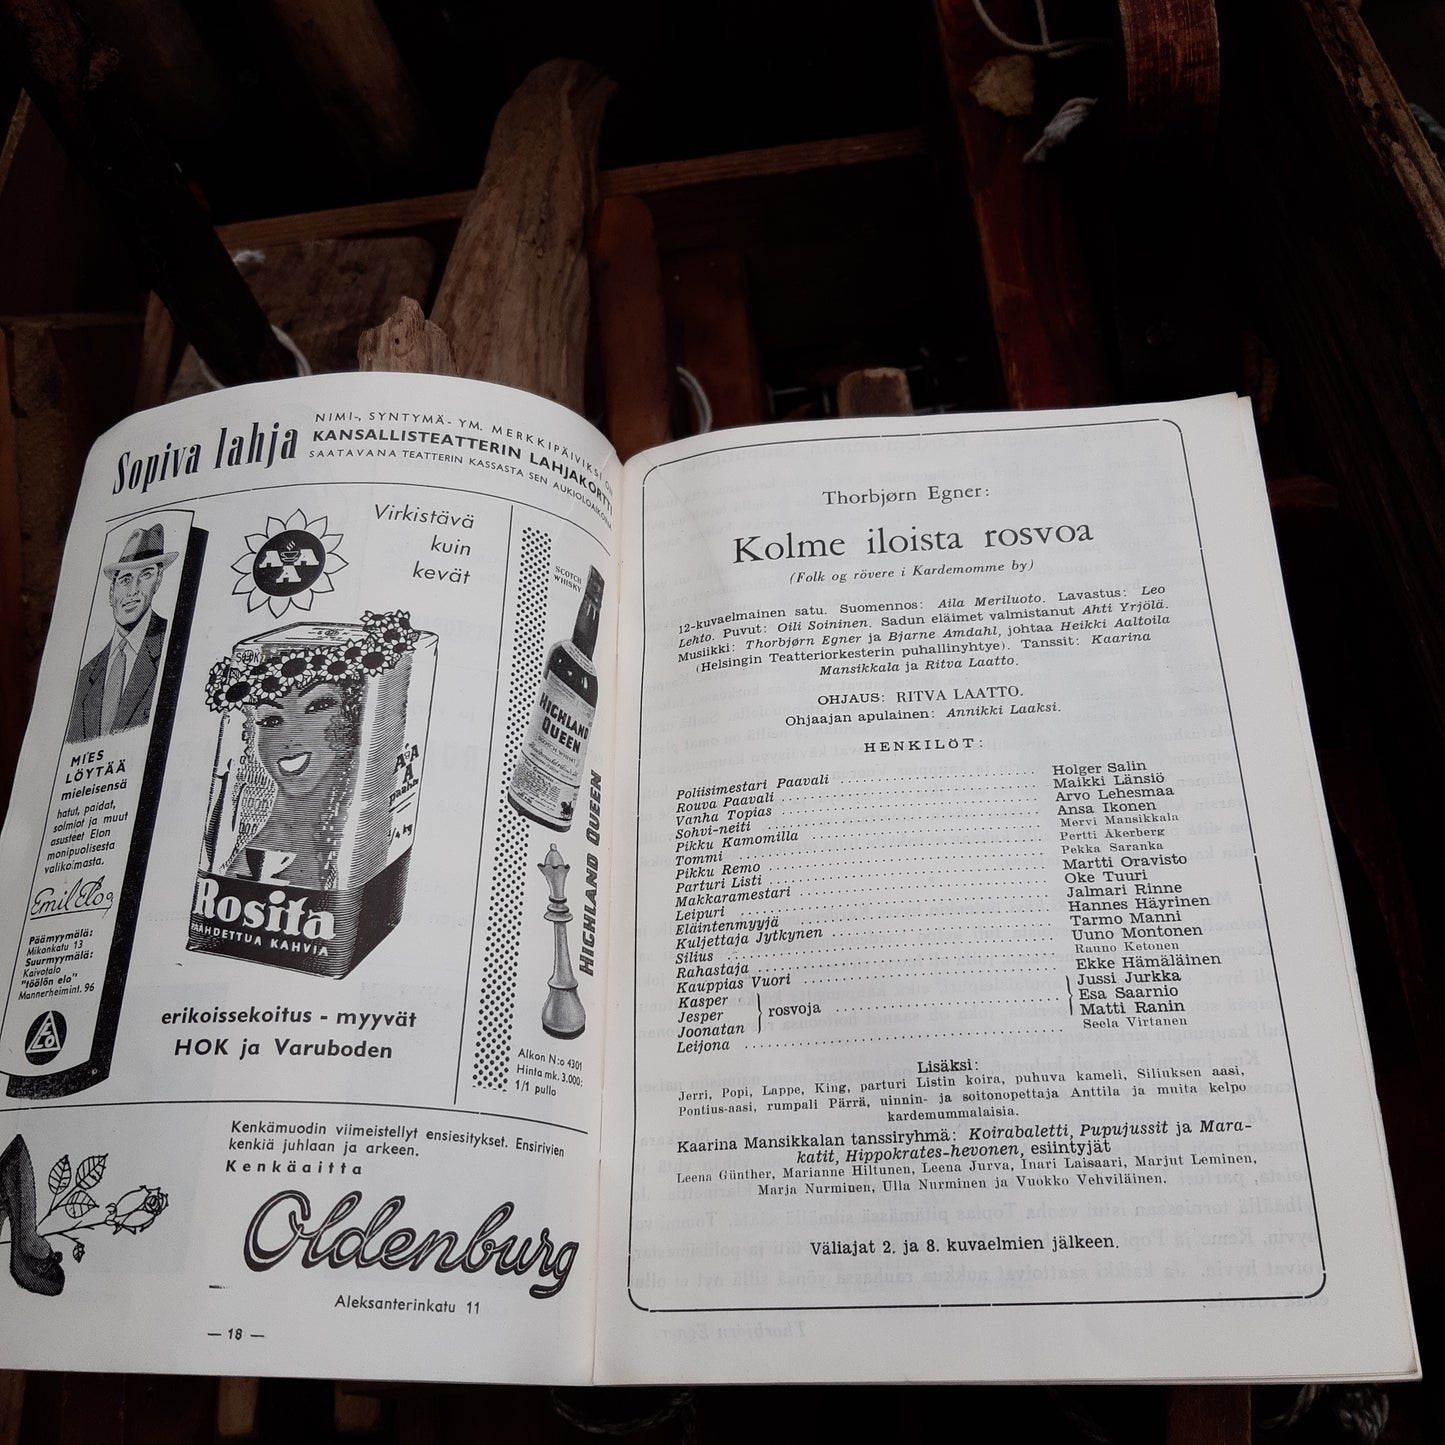 Sopiva lahja
NIMI-, SYNTYMÄ- YM. MERKKIPÄIVIKSI ON
KANSALLISTEATTERIN LAHJAKORTTI
SAATAVANA TEATTERIN KASSASTA SEN AUKIOLOAIKOINA
MIES
LÖYTÄÄ
mieleisensä
hatut, paidat,
solmiot ja muut
asusteet Elon
monipuolisesta
valikoimasta.
Emil Elo
Päämyymälä:
Mikonkatu 13
Suurmyymälä:
Kaivotalo
"töölön elo"
Mannerheimint. 96
ELO
Virkistävä
kuin
kevät
A A A
Rosita
PAAHDETTUA KAHVIA
1/4 kg
erikoissekoitus - myyvät
HOK ja Varuboden
SCOTCH
WHISKY
HIGHLAND
QUEEN
HIGHLAND QUEEN
Alkon N:o 4301
Hinta mk. 3.000:
1/1 pullo
Kenkämuodin viimeistellyt ensiesitykset. Ensirivien
kenkiä juhlaan ja arkeen.
Kenkäaitta
Oldenburg
Aleksanterinkatu 11
— 18 —
Thorbjørn Egner:
Kolme iloista rosvoa
(Folk og rövere i Kardemomme by)
12-kuvaelmainen satu. Suomennos: Aila Meriluoto. Lavastus: Leo
Lehto. Puvut: Oili Soininen. Sadun eläimet valmistanut Ahti Yrjölä.
Musiikki: Thorbjørn Egner ja Bjarne Amdahl, johtaa Heikki Aaltoila
(Helsingin Teatteriorkesterin puhallinyhtye). Tanssit: Kaarina
Mansikkala ja Ritva Laatto.
OHJAUS: RITVA LAATTO.
Ohjaajan apulainen: Annikki Laaksi.
HENKILÖT:
Poliisimestari Paavali Holger Salin
Rouva Paavali Maikki Länsiö
Vanha Topias Arvo Lehesmaa
Sohvi-neiti Ansa Ikonen
Pikku Kamomilla Mervi Mansikkala
Tommi Pertti Åkerberg
Pikku Remo Pekka Saranka
Parturi Listi Martti Oravisto
Makkaramestari Oke Tuuri
Leipuri Jalmari Rinne
Eläintenmyyjä Hannes Häyrinen
Kuljettaja Jytkynen Tarmo Manni
Silius Uuno Montonen
Rahastaja Rauno Ketonen
Kauppias Vuori Ekke Hämäläinen
Kasper Jussi Jurkka
Jesper rosvoja Esa Saarnio
Joonatan Matti Ranin
Leijona Seela Virtanen
Lisäksi:
Jerri, Popi, Lappe, King, parturi Listin koira, puhuva kameli, Siliuksen aasi,
Pontius-aasi, rumpali Pärrä, uinnin- ja soitonopettaja Anttila ja muita kelpo
kardemummalaisia.
Kaarina Mansikkalan tanssiryhmä: Koirabaletti, Pupujussit ja Mara-
katit, Hippokrates-hevonen, esiintyjät
Leena Günther, Marianne Hiltunen, Leena Jurva, Inari Laisaari, Marjut Leminen,
Marja Nurminen, Ulla Nurminen ja Vuokko Vehviläinen.
Väliajat 2. ja 8. kuvaelmien jälkeen.